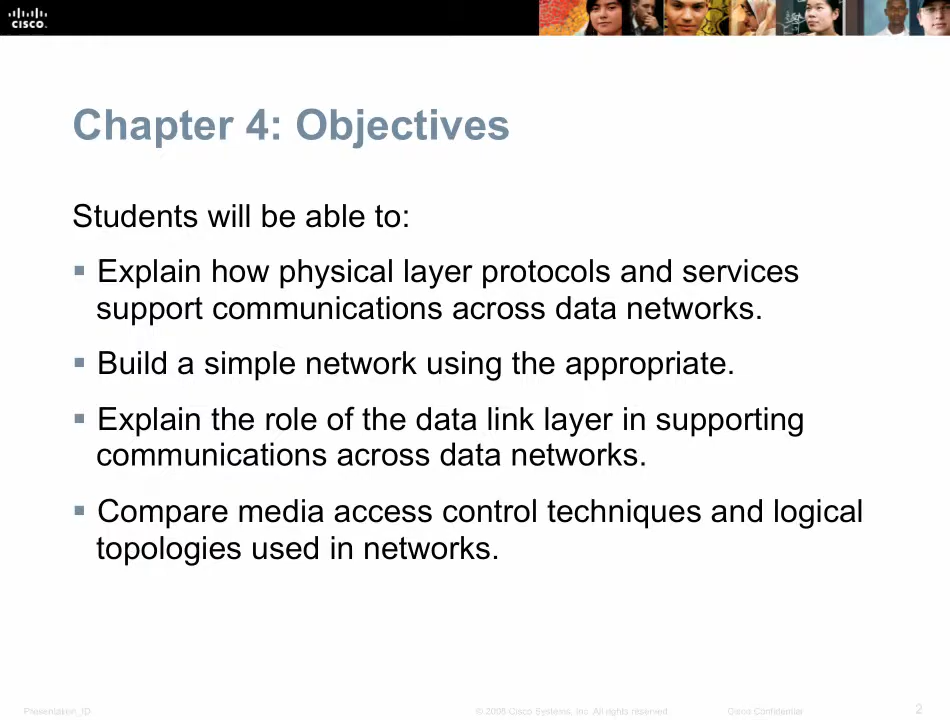 CISCO
Chapter 4: Objectives
Students will be able to:
▪ Explain how physical layer protocols and services
support communications across data networks.
▪ Build a simple network using the appropriate.
▪ Explain the role of the data link layer in supporting
communications across data networks.
▪ Compare media access control techniques and logical
topologies used in networks.
Presentation_ID © 2008 Cisco Systems, Inc. All rights reserved. Cisco Confidential 2